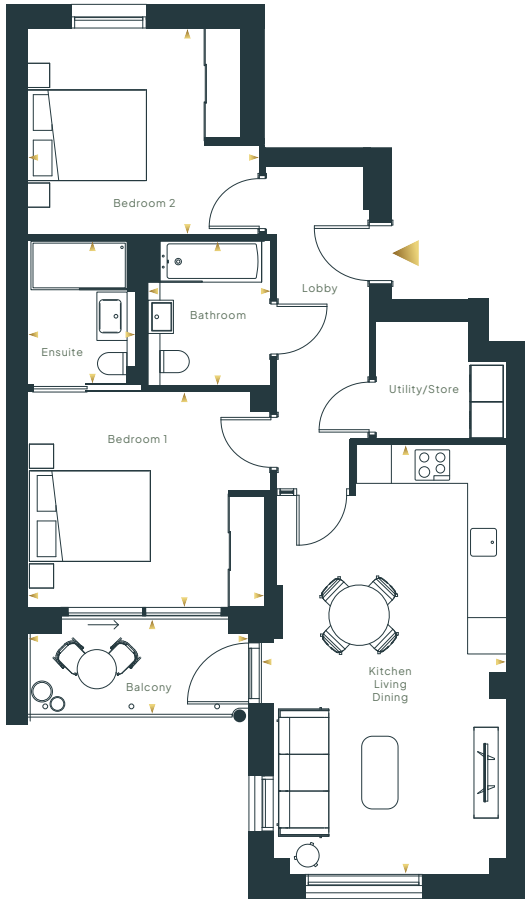 Bedroom 2
Lobby
Bathroom
Ensuite
Utility/Store
Bedroom 1
Kitchen
Living
Dining
Balcony